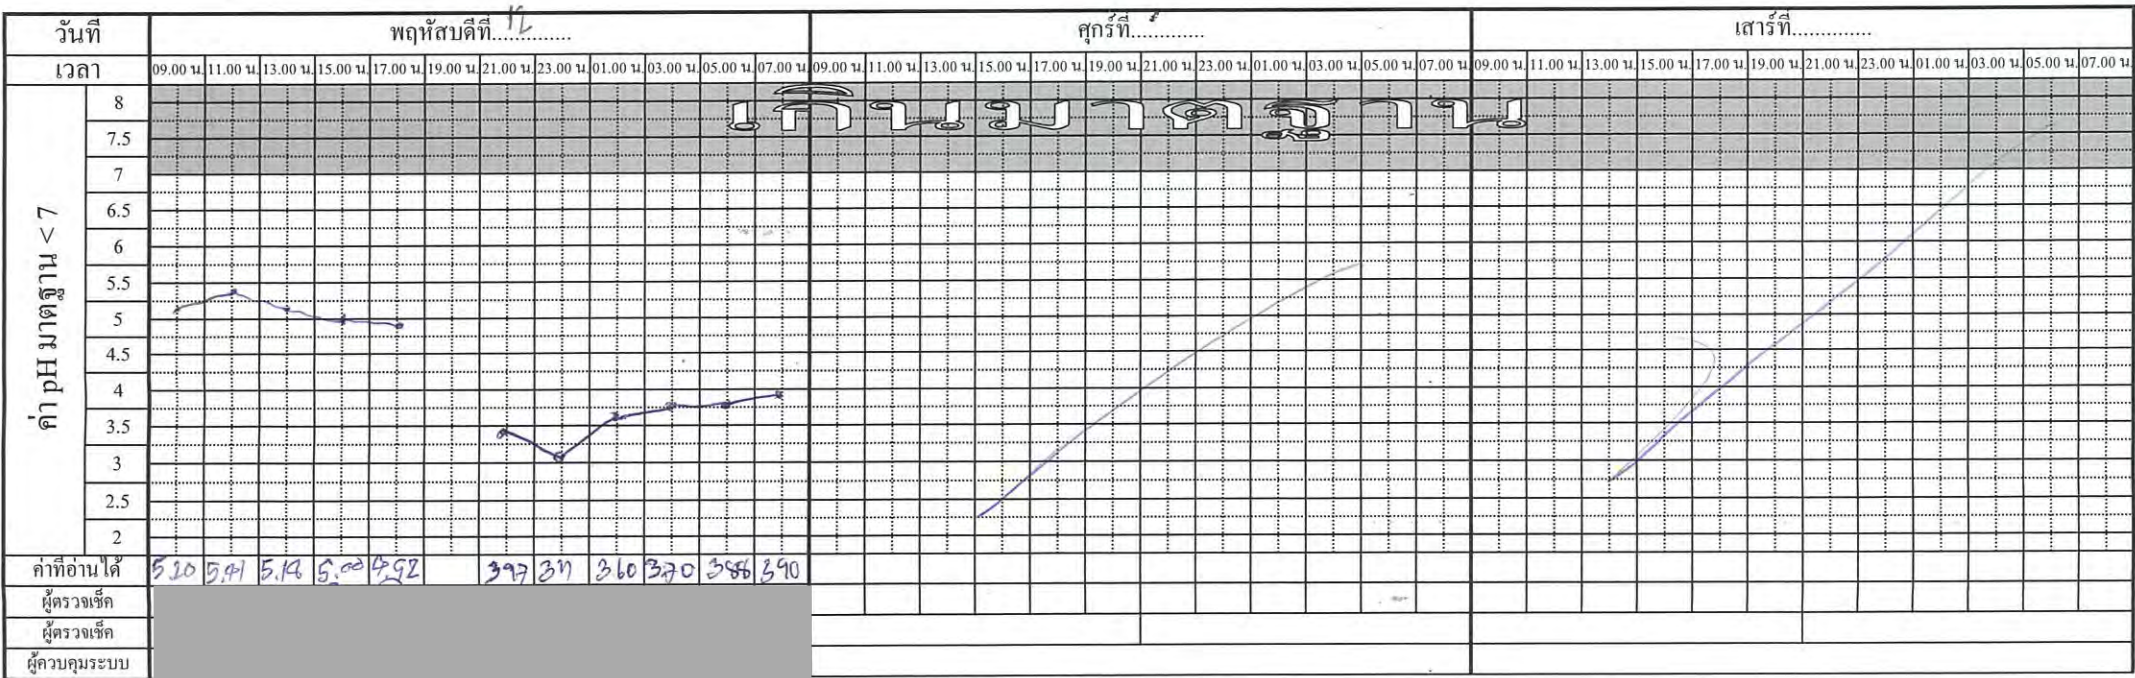 วันที่ พฤหัสบดีที่..12.......... ศุกร์ที่............. เสาร์ที่..............
เวลา 09.00 น. 11.00 น. 13.00 น. 15.00 น. 17.00 น. 19.00 น. 21.00 น. 23.00 น. 01.00 น. 03.00 น. 05.00 น. 07.00 น. 09.00 น. 11.00 น. 13.00 น. 15.00 น. 17.00 น. 19.00 น. 21.00 น. 23.00 น. 01.00 น. 03.00 น. 05.00 น. 07.00 น. 09.00 น. 11.00 น. 13.00 น. 15.00 น. 17.00 น. 19.00 น. 21.00 น. 23.00 น. 01.00 น. 03.00 น. 05.00 น. 07.00 น.
ค่า pH มาตฐาน < 7
8
เกินมาตฐาน
7.5
7
6.5
6
5.5
5
4.5
4
3.5
3
2.5
2
ค่าที่อ่านได้ 5.20 5.41 5.18 5.00 4.92 3.60 3.70 3.88 3.90
ผู้ตรวจเช็ค
ผู้ตรวจเช็ค
ผู้ควบคุมระบบ